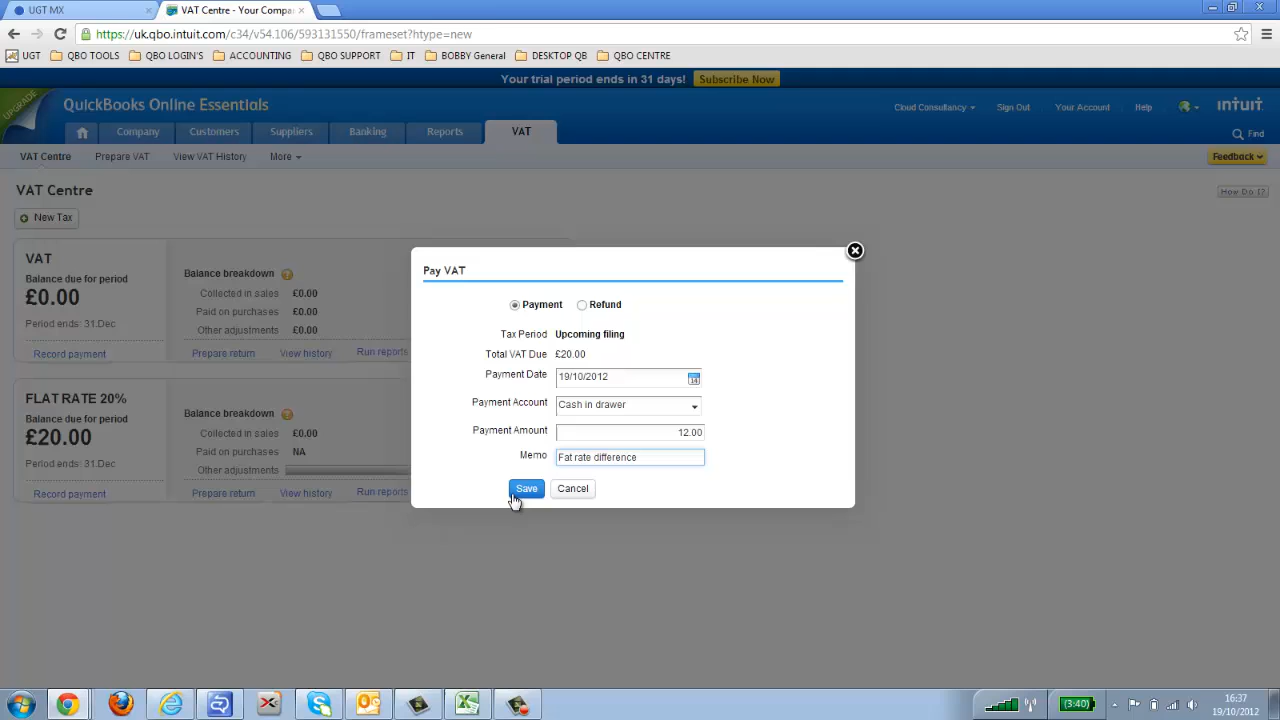 UGT MX
VAT Centre - Your Compa
https://uk.qbo.intuit.com/c34/v54.106/593131550/frameset?htype=new
UGT QBO TOOLS QBO LOGIN'S ACCOUNTING QBO SUPPORT IT BOBBY General DESKTOP QB QBO CENTRE
Your trial period ends in 31 days! Subscribe Now
UPGRADE
QuickBooks Online Essentials
Cloud Consultancy Sign Out Your Account Help intuit
Company Customers Suppliers Banking Reports VAT
Find
VAT Centre Prepare VAT View VAT History More
Feedback
VAT Centre
How Do I?
New Tax
VAT
Balance due for period
£0.00
Period ends: 31.Dec
Record payment
Balance breakdown
Collected in sales £0.00
Paid on purchases £0.00
Other adjustments £0.00
Prepare return View history Run reports
FLAT RATE 20%
Balance due for period
£20.00
Period ends: 31.Dec
Record payment
Balance breakdown
Collected in sales £0.00
Paid on purchases NA
Other adjustments
Prepare return View history Run reports
Pay VAT
Payment Refund
Tax Period Upcoming filing
Total VAT Due £20.00
Payment Date 19/10/2012
14
Payment Account Cash in drawer
Payment Amount 12.00
Memo Fat rate difference
Save Cancel
(3:40)
16:37
19/10/2012